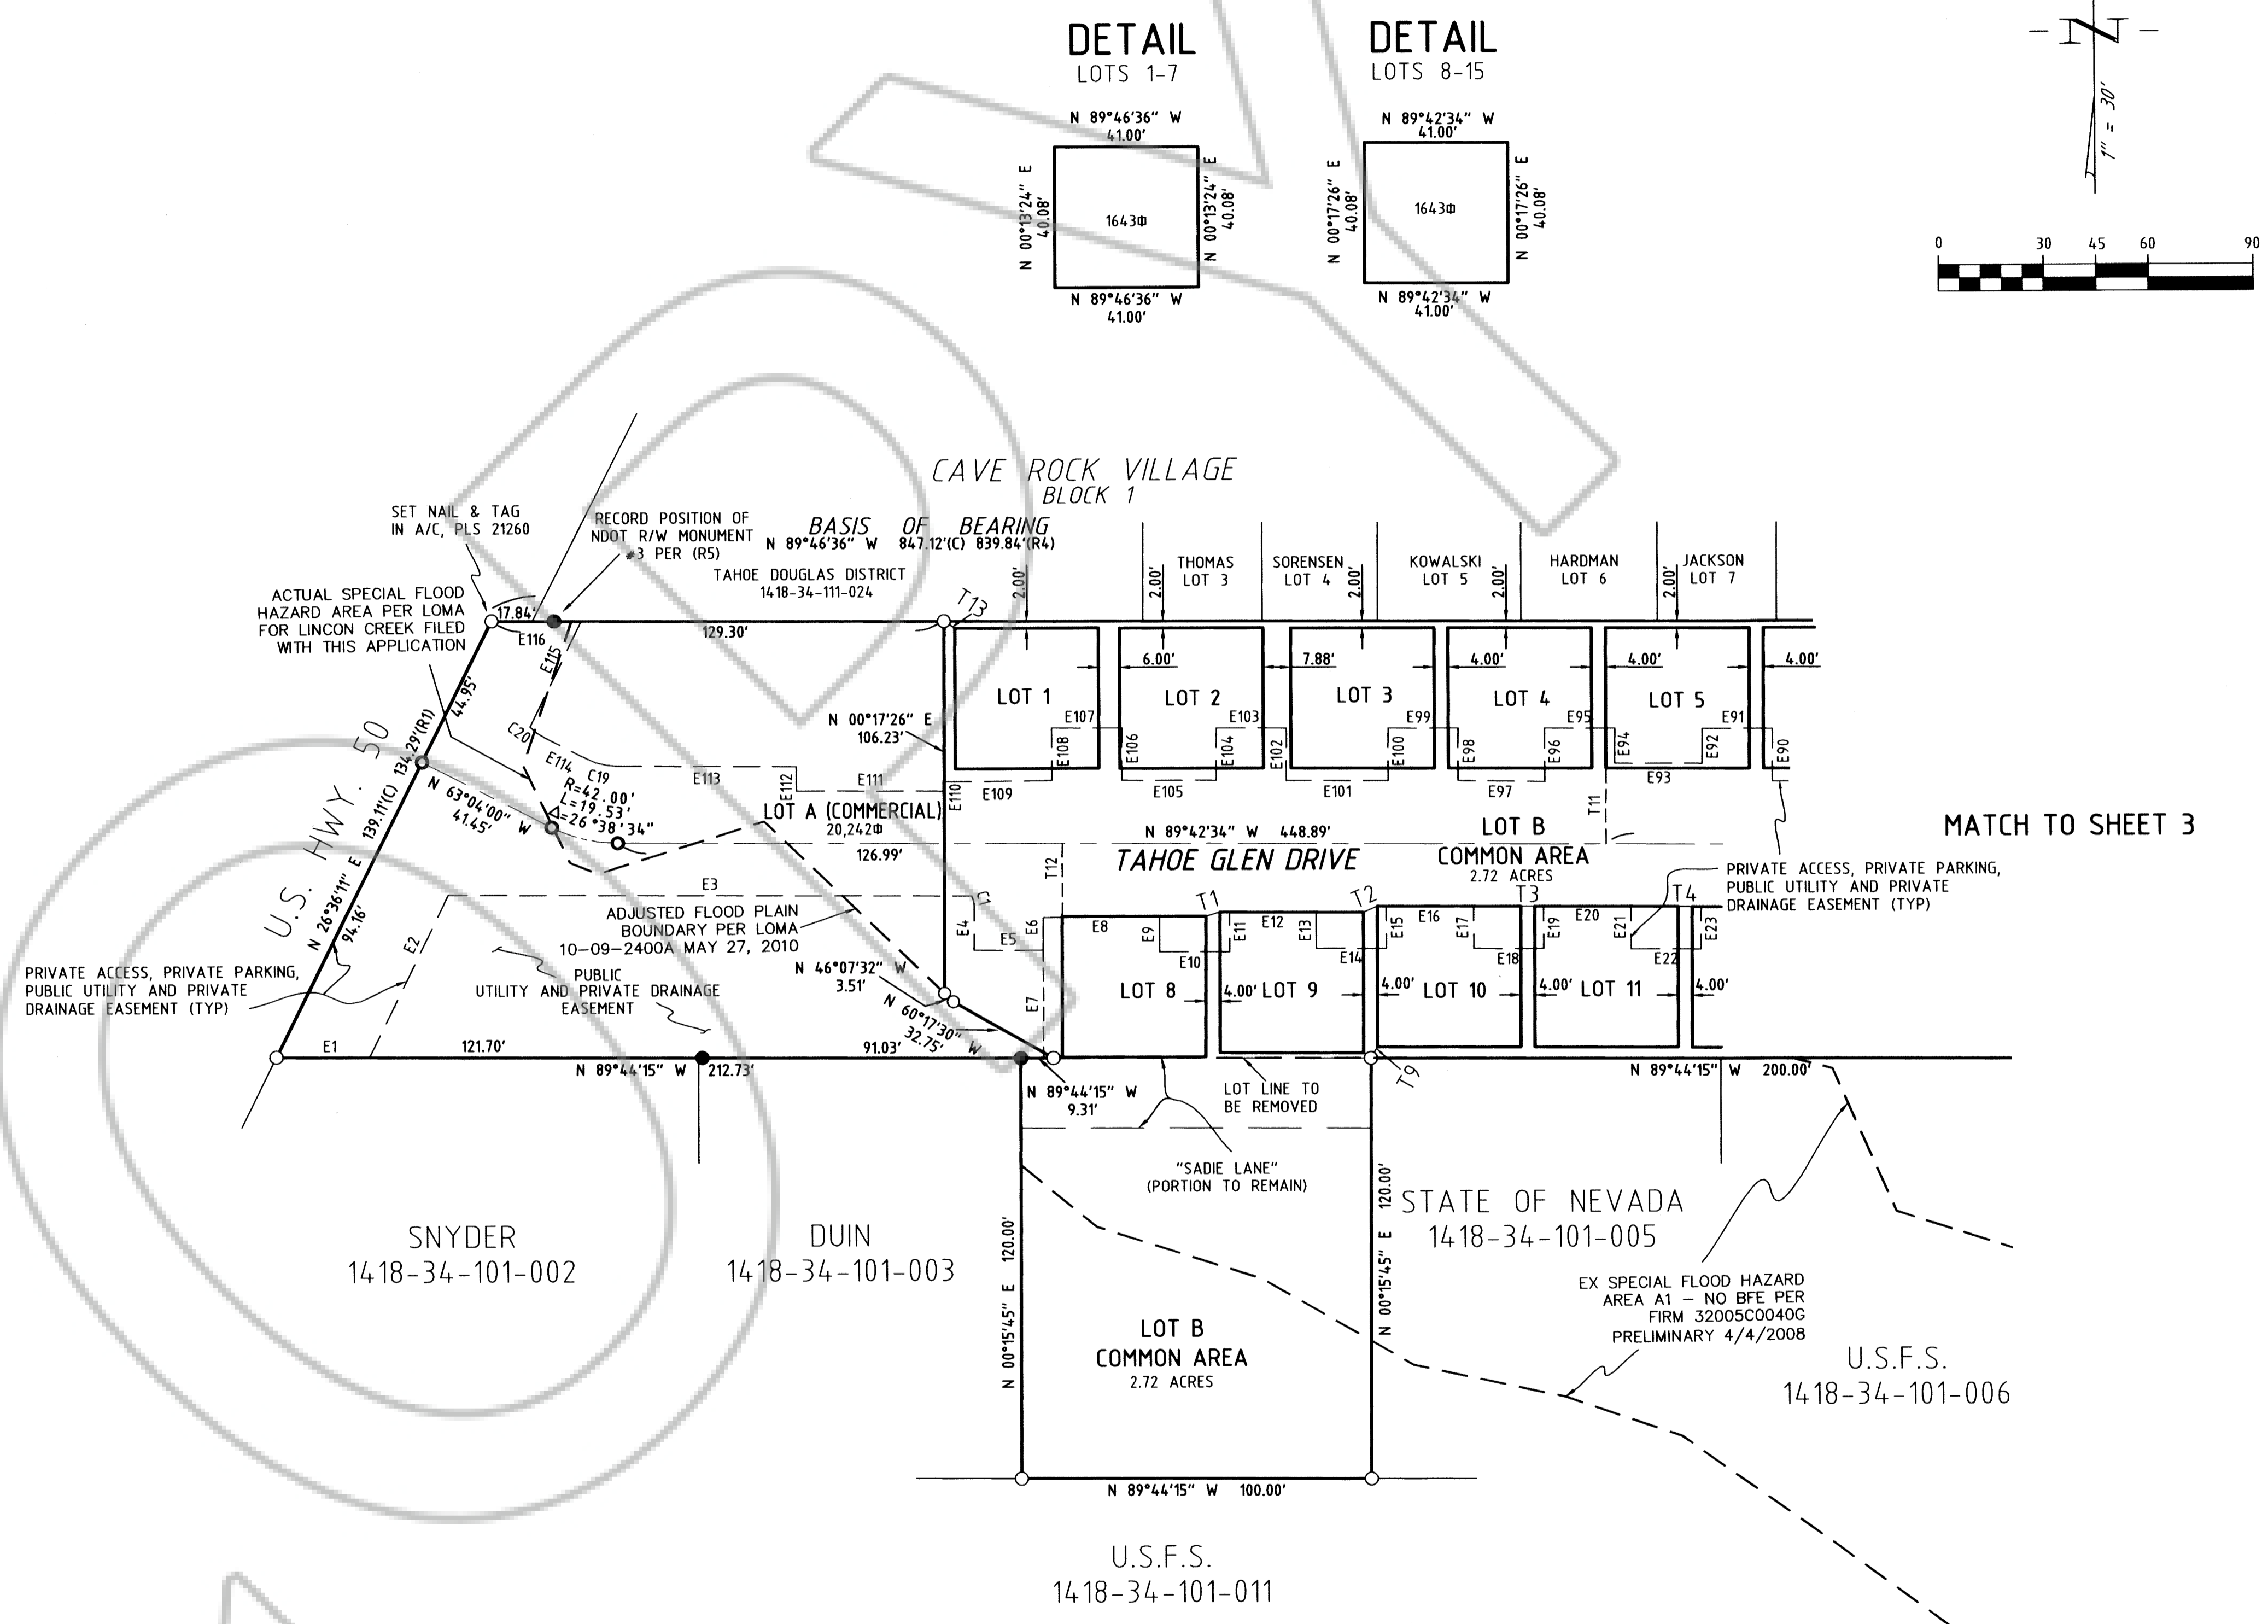 DETAIL
LOTS 1-7
N 89°46'36" W
41.00'
N 00°13'24" E
40.08'
1643⏍
N 00°13'24" E
40.08'
N 89°46'36" W
41.00'
DETAIL
LOTS 8-15
N 89°42'34" W
41.00'
N 00°17'26" E
40.08'
1643⏍
N 00°17'26" E
40.08'
N 89°42'34" W
41.00'
N
1" = 30'
0 30 45 60 90
CAVE ROCK VILLAGE
BLOCK 1
BASIS OF BEARING
N 89°46'36" W 847.12'(C) 839.84'(R4)
TAHOE DOUGLAS DISTRICT
1418-34-111-024
SET NAIL & TAG
IN A/C, PLS 21260
RECORD POSITION OF
NDOT R/W MONUMENT
#3 PER (R5)
ACTUAL SPECIAL FLOOD
HAZARD AREA PER LOMA
FOR LINCON CREEK FILED
WITH THIS APPLICATION
THOMAS
LOT 3
SORENSEN
LOT 4
KOWALSKI
LOT 5
HARDMAN
LOT 6
JACKSON
LOT 7
2.00'
2.00'
2.00'
2.00'
2.00'
17.84'
E116
E115
129.30'
T13
44.95'
U.S. HWY. 50
134.29'(R1)
139.11'(C)
N 26°36'11" E
94.16'
N 63°04'00" W
41.45'
C20
E114
C19
R=42.00'
L=19.53'
Δ=26°38'34"
E113
E112
E111
E110
N 00°17'26" E
106.23'
LOT A (COMMERCIAL)
20,242⏍
126.99'
LOT 1
LOT 2
LOT 3
LOT 4
LOT 5
6.00'
7.88'
4.00'
4.00'
4.00'
E107
E108
E109
E106
E105
E103
E104
E102
E101
E99
E100
E98
E97
E95
E96
E94
E93
E91
E92
E90
T11
N 89°42'34" W 448.89'
TAHOE GLEN DRIVE
LOT B
COMMON AREA
2.72 ACRES
MATCH TO SHEET 3
PRIVATE ACCESS, PRIVATE PARKING,
PUBLIC UTILITY AND PRIVATE
DRAINAGE EASEMENT (TYP)
E3
C1
E2
E4
E5
E6
E7
T12
T1
T2
T3
T4
E8
E9
E10
E11
E12
E13
E14
E15
E16
E17
E18
E19
E20
E21
E22
E23
ADJUSTED FLOOD PLAIN
BOUNDARY PER LOMA
10-09-2400A MAY 27, 2010
PUBLIC
UTILITY AND PRIVATE DRAINAGE
EASEMENT
PRIVATE ACCESS, PRIVATE PARKING,
PUBLIC UTILITY AND PRIVATE
DRAINAGE EASEMENT (TYP)
N 46°07'32" W
3.51'
N 60°17'30" W
32.75'
LOT 8
LOT 9
LOT 10
LOT 11
4.00'
4.00'
4.00'
4.00'
E1
121.70'
91.03'
N 89°44'15" W 212.73'
N 89°44'15" W
9.31'
LOT LINE TO
BE REMOVED
T9
N 89°44'15" W 200.00'
"SADIE LANE"
(PORTION TO REMAIN)
SNYDER
1418-34-101-002
DUIN
1418-34-101-003
N 00°15'45" E 120.00'
N 00°15'45" E 120.00'
STATE OF NEVADA
1418-34-101-005
EX SPECIAL FLOOD HAZARD
AREA A1 - NO BFE PER
FIRM 32005C0040G
PRELIMINARY 4/4/2008
LOT B
COMMON AREA
2.72 ACRES
U.S.F.S.
1418-34-101-006
N 89°44'15" W 100.00'
U.S.F.S.
1418-34-101-011
COPY